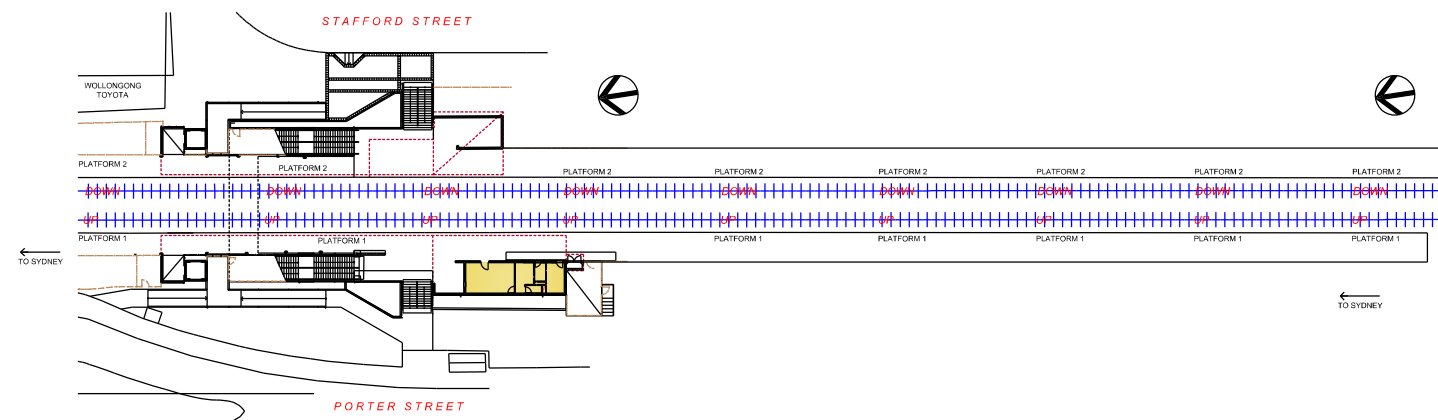 STAFFORD STREET
WOLLONGONG
TOYOTA
PLATFORM 2
PLATFORM 2
PLATFORM 2
PLATFORM 2
PLATFORM 2
PLATFORM 2
PLATFORM 2
PLATFORM 2
DOWN
DOWN
DOWN
DOWN
DOWN
DOWN
DOWN
DOWN
DOWN
UP
UP
UP
UP
UP
UP
UP
UP
UP
PLATFORM 1
PLATFORM 1
PLATFORM 1
PLATFORM 1
PLATFORM 1
PLATFORM 1
PLATFORM 1
TO SYDNEY
TO SYDNEY
PORTER STREET